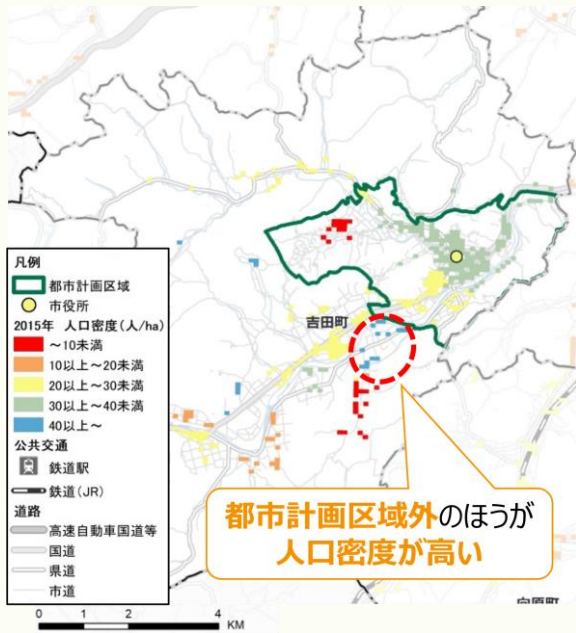 凡例
都市計画区域
市役所
2015年 人口密度(人/ha)
～10未満
10以上～20未満
20以上～30未満
30以上～40未満
40以上～
公共交通
鉄道駅
鉄道(JR)
道路
高速自動車国道等
国道
県道
市道
吉田町
都市計画区域外のほうが
人口密度が高い
向原町
0 2 4
KM